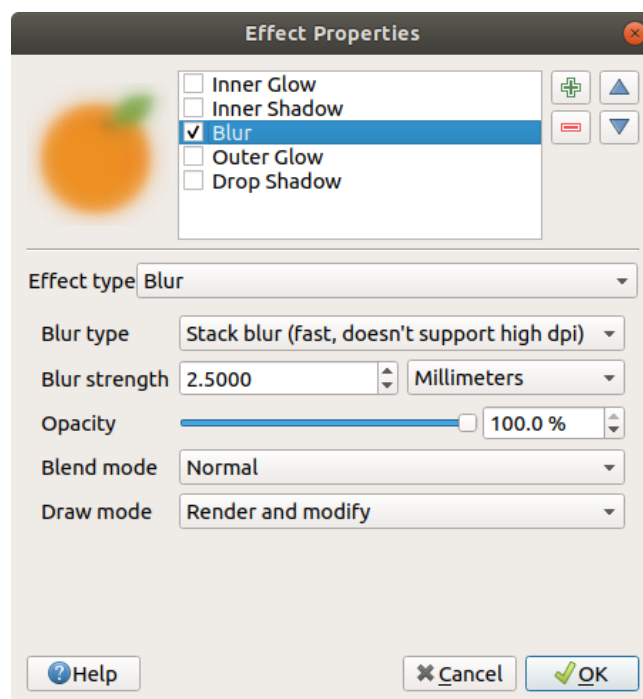 Effect Properties
Inner Glow
Inner Shadow
Blur
Outer Glow
Drop Shadow
Effect type Blur
Blur type Stack blur (fast, doesn't support high dpi)
Blur strength 2.5000 Millimeters
Opacity 100.0 %
Blend mode Normal
Draw mode Render and modify
Help Cancel OK